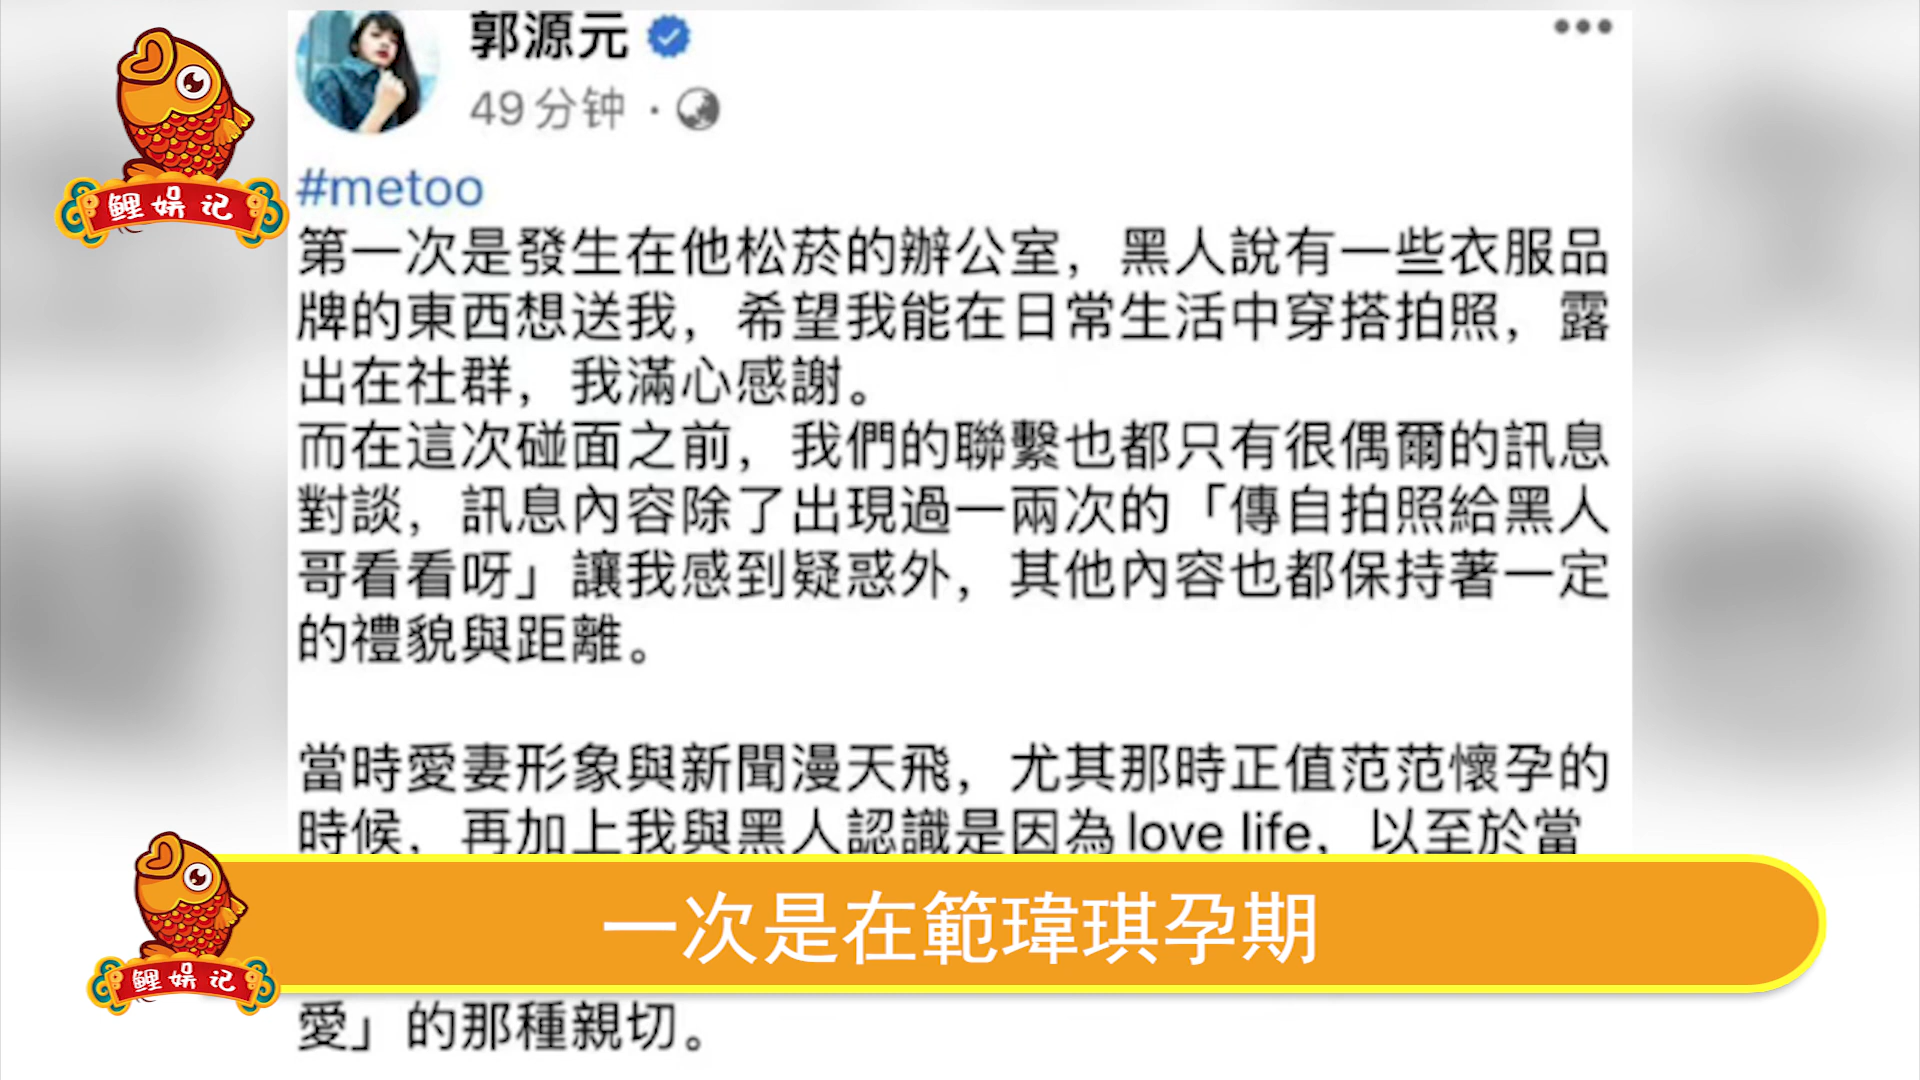 郭源元
49分钟 ·
鲤娱记
#metoo
第一次是發生在他松菸的辦公室，黑人說有一些衣服品
牌的東西想送我，希望我能在日常生活中穿搭拍照，露
出在社群，我滿心感謝。
而在這次碰面之前，我們的聯繫也都只有很偶爾的訊息
對談，訊息內容除了出現過一兩次的「傳自拍照給黑人
哥看看呀」讓我感到疑惑外，其他內容也都保持著一定
的禮貌與距離。
當時愛妻形象與新聞漫天飛，尤其那時正值范范懷孕的
時候，再加上我與黑人認識是因為love life，以至於當
一次是在範瑋琪孕期
鲤娱记
愛」的那種親切。